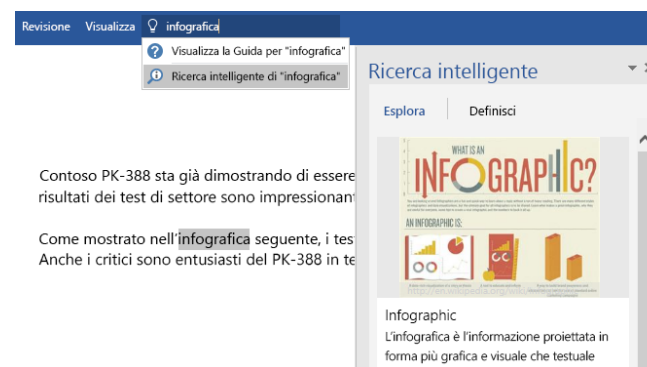 Revisione Visualizza infografica
Visualizza la Guida per "infografica"
Ricerca intelligente di "infografica"
Ricerca intelligente
Esplora Definisci
WHAT IS AN
INFOGRAPHIC?
AN INFOGRAPHIC IS:
Contoso PK-388 sta già dimostrando di essere
risultati dei test di settore sono impressionant
Come mostrato nell'infografica seguente, i tes
Anche i critici sono entusiasti del PK-388 in te
Infographic
L'infografica è l'informazione proiettata in
forma più grafica e visuale che testuale